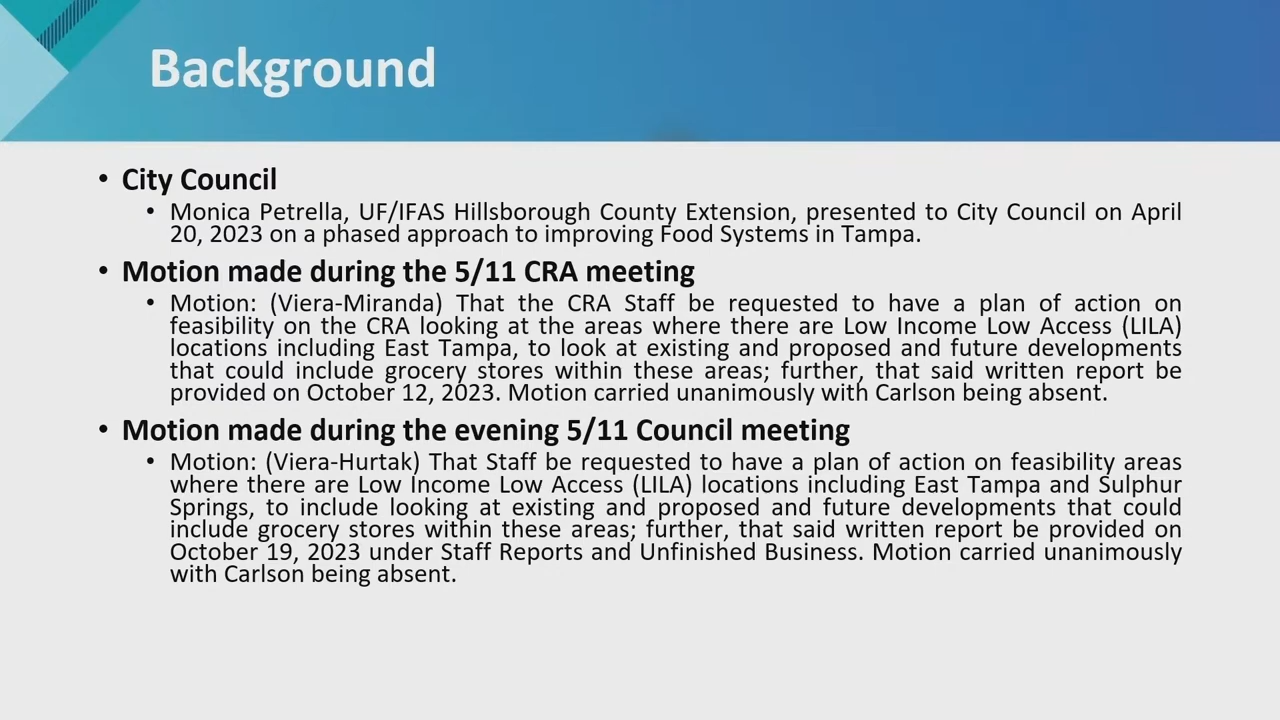 Background
• City Council
• Monica Petrella, UF/IFAS Hillsborough County Extension, presented to City Council on April
20, 2023 on a phased approach to improving Food Systems in Tampa.
• Motion made during the 5/11 CRA meeting
• Motion: (Viera-Miranda) That the CRA Staff be requested to have a plan of action on
feasibility on the CRA looking at the areas where there are Low Income Low Access (LILA)
locations including East Tampa, to look at existing and proposed and future developments
that could include grocery stores within these areas; further, that said written report be
provided on October 12, 2023. Motion carried unanimously with Carlson being absent.
• Motion made during the evening 5/11 Council meeting
• Motion: (Viera-Hurtak) That Staff be requested to have a plan of action on feasibility areas
where there are Low Income Low Access (LILA) locations including East Tampa and Sulphur
Springs, to include looking at existing and proposed and future developments that could
include grocery stores within these areas; further, that said written report be provided on
October 19, 2023 under Staff Reports and Unfinished Business. Motion carried unanimously
with Carlson being absent.